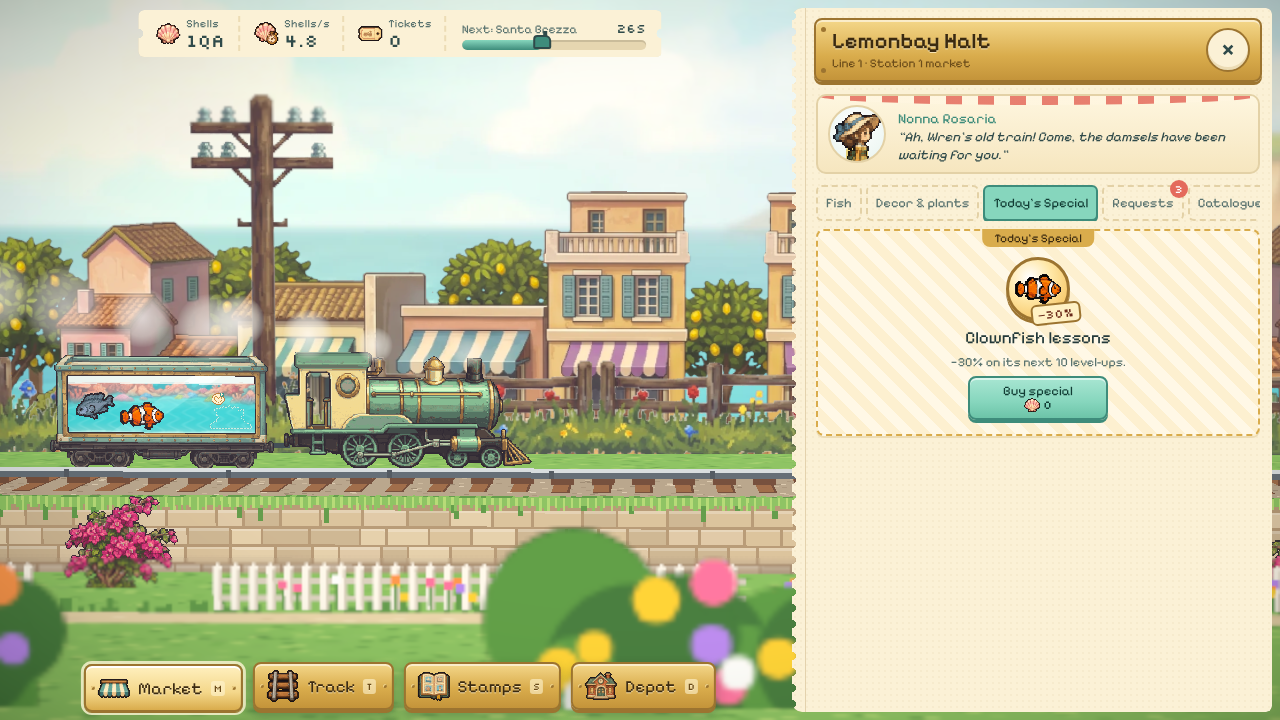 Shells
1QA
Shells/s
4.8
Tickets
0
Next: Santa Brezza
26s
Lemonbay Halt
Line 1 · Station 1 market
Nonna Rosaria
"Ah, Wren's old train! Come, the damsels have been
waiting for you."
Fish
Decor & plants
Today's Special
Requests
3
Catalogue
Today's Special
-30%
Clownfish lessons
-30% on its next 10 level-ups.
Buy special
0
Market M
Track T
Stamps S
Depot D